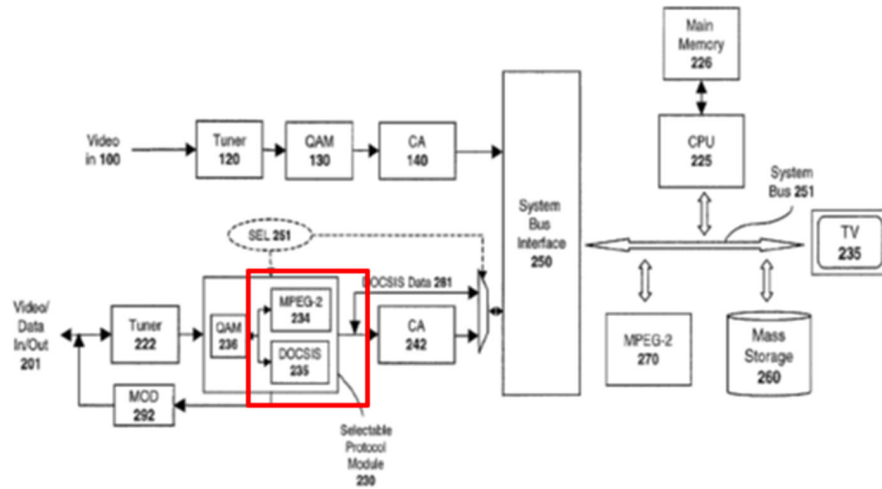 Main
Memory
226
Video
in 100
Tuner
120
QAM
130
CA
140
CPU
225
System
Bus 251
System
Bus
Interface
250
TV
235
SEL 251
DOCSIS Data 281
Video/
Data
In/Out
201
Tuner
222
QAM
236
MPEG-2
234
DOCSIS
235
CA
242
MPEG-2
270
Mass
Storage
260
MOD
292
Selectable
Protocol
Module
230